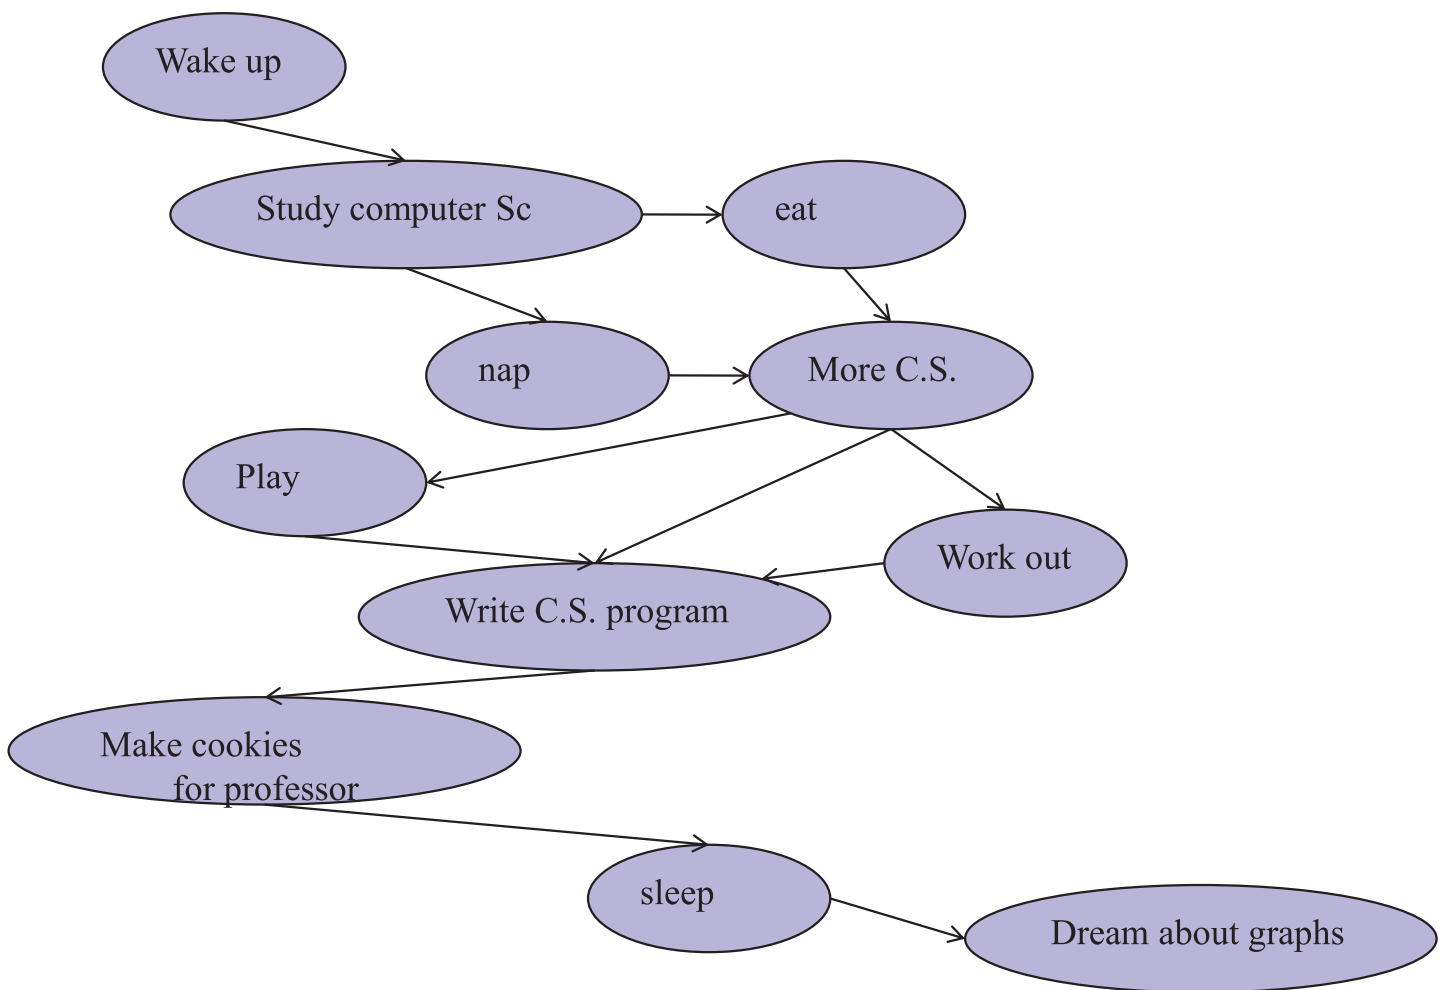 Wake up
Study computer Sc
eat
nap
More C.S.
Play
Work out
Write C.S. program
Make cookies
for professor
sleep
Dream about graphs